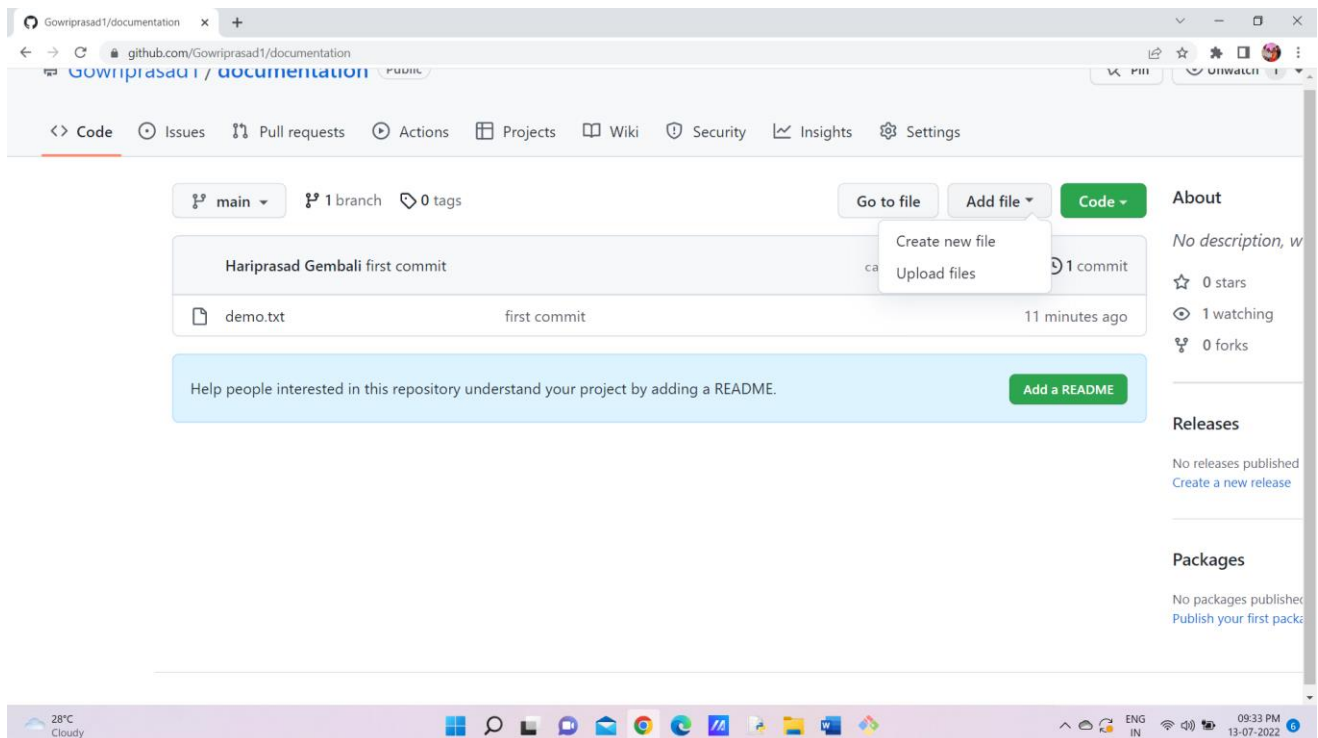 Gowriprasad1/documentation
github.com/Gowriprasad1/documentation
Gowriprasad1 / documentation Public
Pin
Unwatch 1
<> Code Issues Pull requests Actions Projects Wiki Security Insights Settings
main 1 branch 0 tags
Go to file Add file Code
Create new file
Upload files
Hariprasad Gembali first commit
ca
1 commit
demo.txt first commit 11 minutes ago
Help people interested in this repository understand your project by adding a README.
Add a README
About
No description, w
0 stars
1 watching
0 forks
Releases
No releases published
Create a new release
Packages
No packages published
Publish your first packa
28°C
Cloudy
ENG
IN
09:33 PM
13-07-2022
6